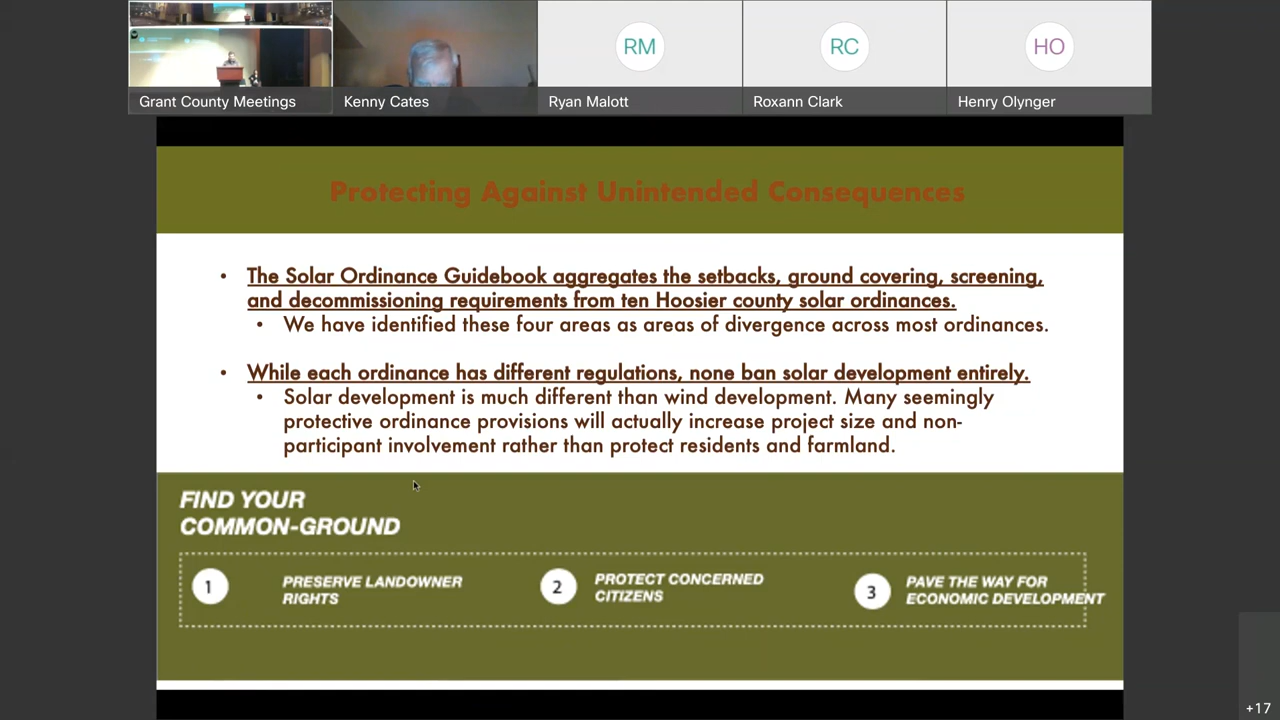 RM
RC
HO
Grant County Meetings
Kenny Cates
Ryan Malott
Roxann Clark
Henry Olynger
Protecting Against Unintended Consequences
• The Solar Ordinance Guidebook aggregates the setbacks, ground covering, screening,
and decommissioning requirements from ten Hoosier county solar ordinances.
• We have identified these four areas as areas of divergence across most ordinances.
• While each ordinance has different regulations, none ban solar development entirely.
• Solar development is much different than wind development. Many seemingly
protective ordinance provisions will actually increase project size and non-
participant involvement rather than protect residents and farmland.
FIND YOUR
COMMON-GROUND
1
PRESERVE LANDOWNER
RIGHTS
2
PROTECT CONCERNED
CITIZENS
3
PAVE THE WAY FOR
ECONOMIC DEVELOPMENT
+17